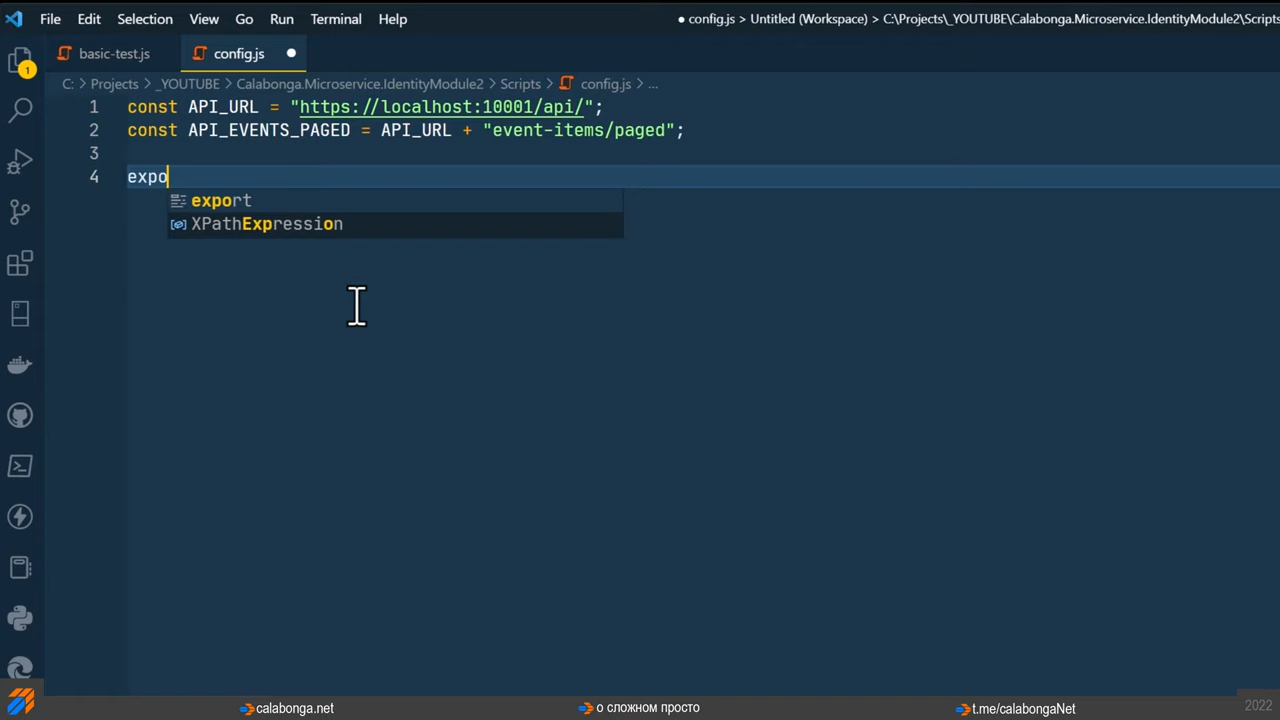 File Edit Selection View Go Run Terminal Help ● config.js > Untitled (Workspace) > C:\Projects\_YOUTUBE\Calabonga.Microservice.IdentityModule2\Scripts
basic-test.js config.js ●
C: > Projects > _YOUTUBE > Calabonga.Microservice.IdentityModule2 > Scripts > config.js > ...
1 const API_URL = "https://localhost:10001/api/";
2 const API_EVENTS_PAGED = API_URL + "event-items/paged";
3
4 expo
export
XPathExpression
1
calabonga.net о сложном просто t.me/calabongaNet 2022